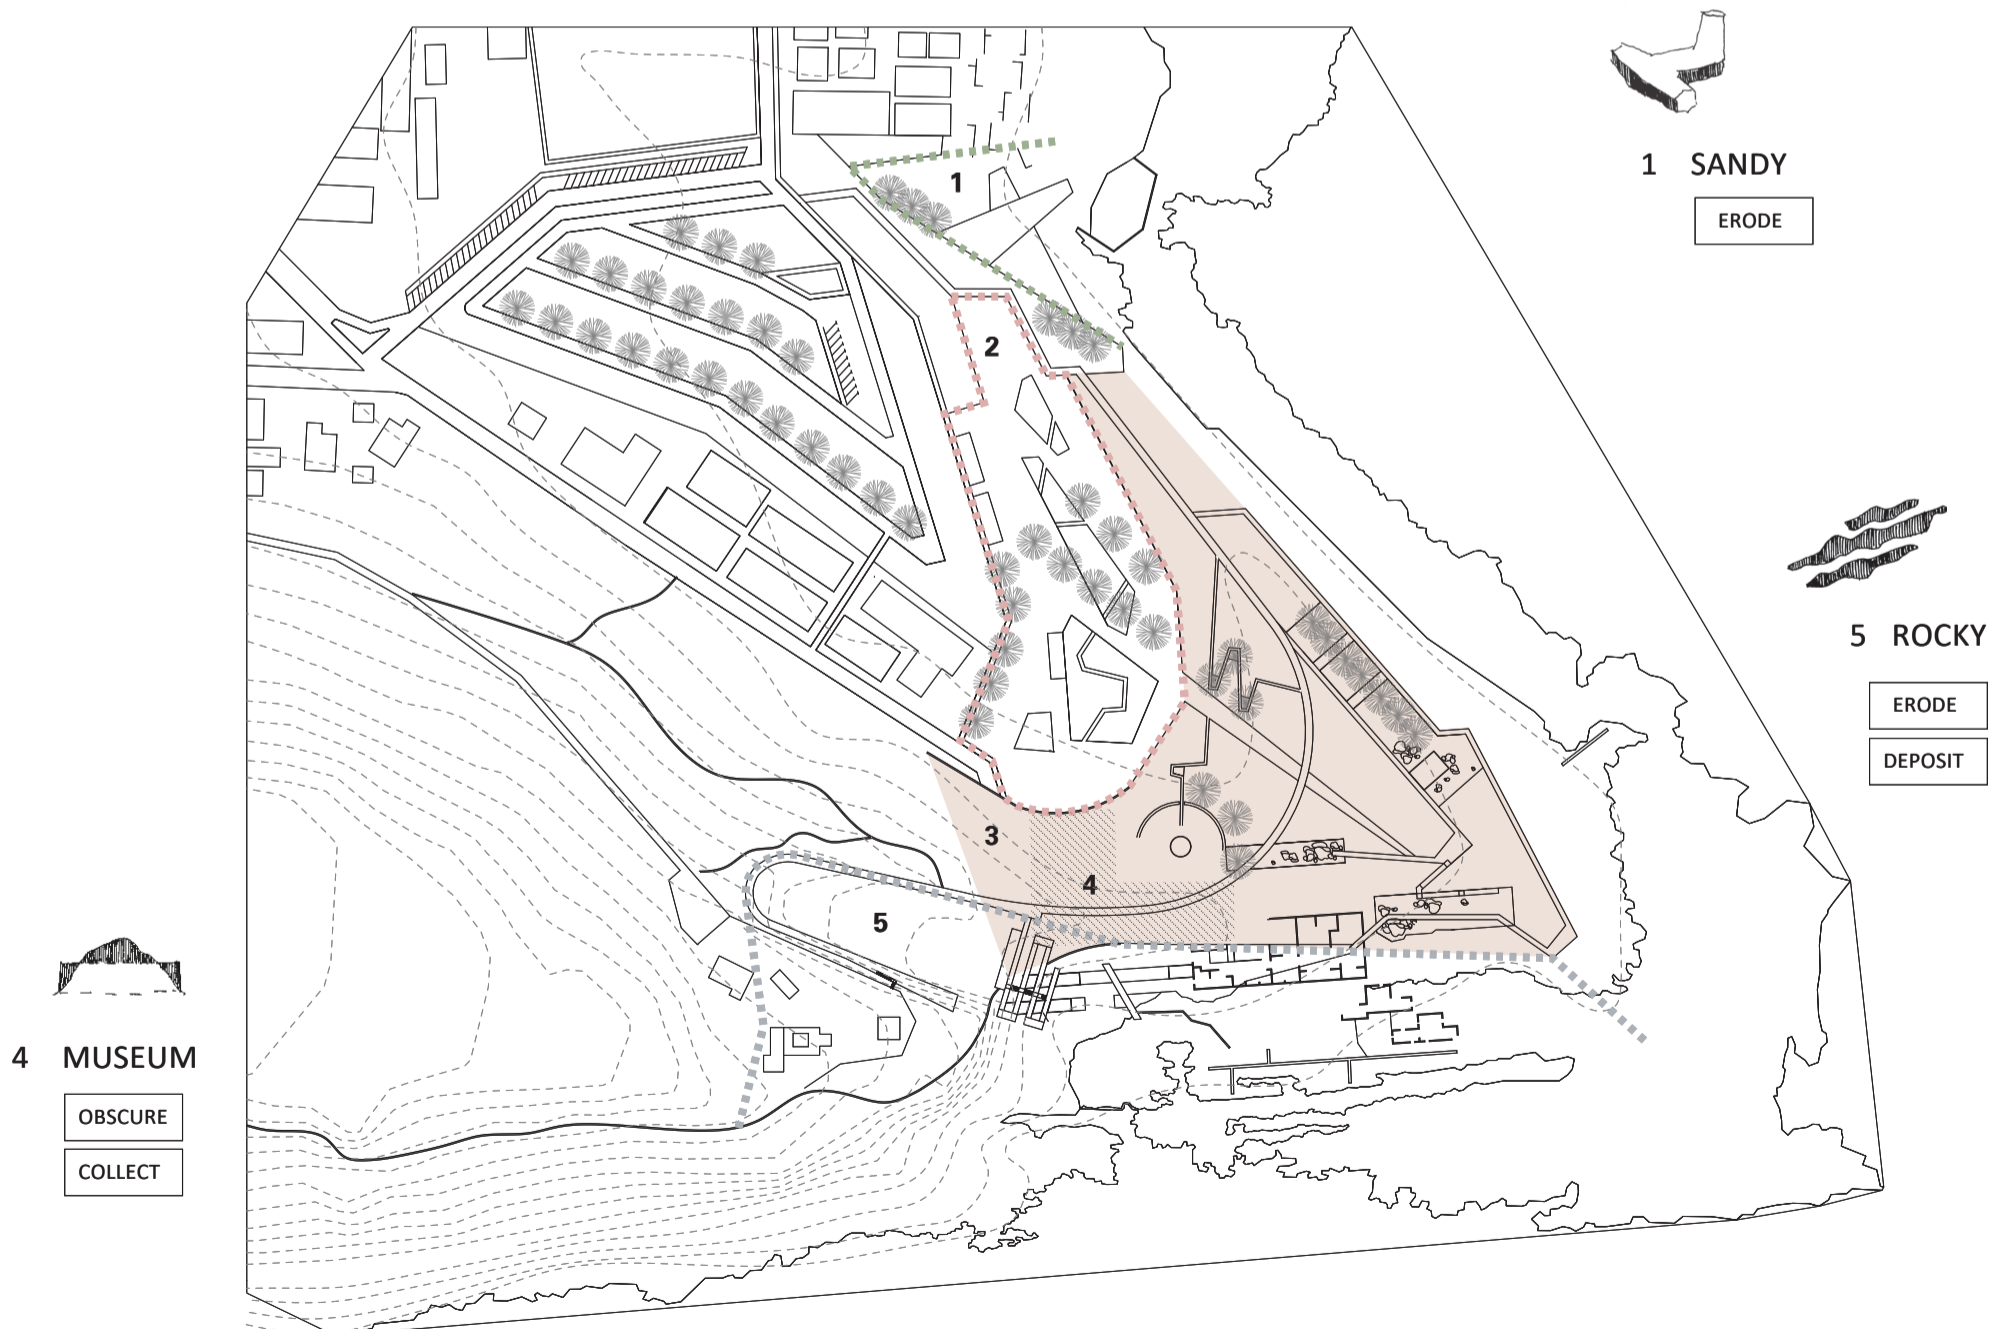 1 SANDY
ERODE
1
2
3
4
5
5 ROCKY
ERODE
DEPOSIT
4 MUSEUM
OBSCURE
COLLECT